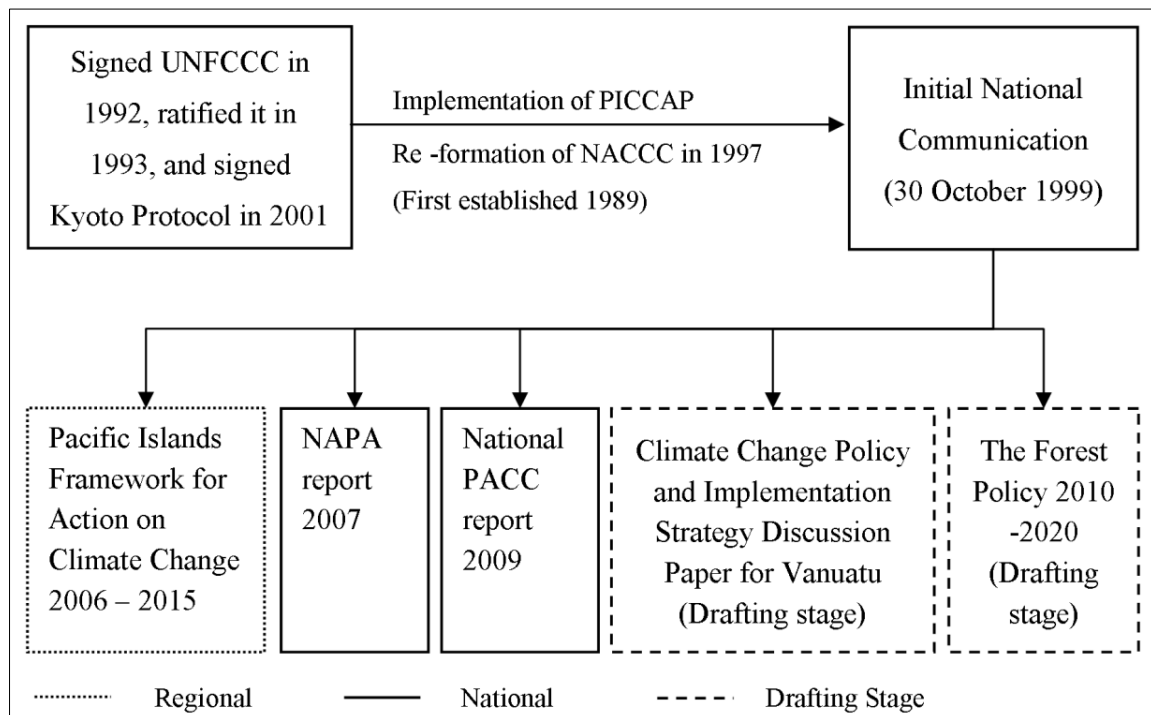 Signed UNFCCC in
1992, ratified it in
1993, and signed
Kyoto Protocol in 2001
Implementation of PICCAP
Re -formation of NACCC in 1997
(First established 1989)
Initial National
Communication
(30 October 1999)
Pacific Islands
Framework for
Action on
Climate Change
2006 – 2015
NAPA
report
2007
National
PACC
report
2009
Climate Change Policy
and Implementation
Strategy Discussion
Paper for Vanuatu
(Drafting stage)
The Forest
Policy 2010
-2020
(Drafting
stage)
Regional
National
Drafting Stage